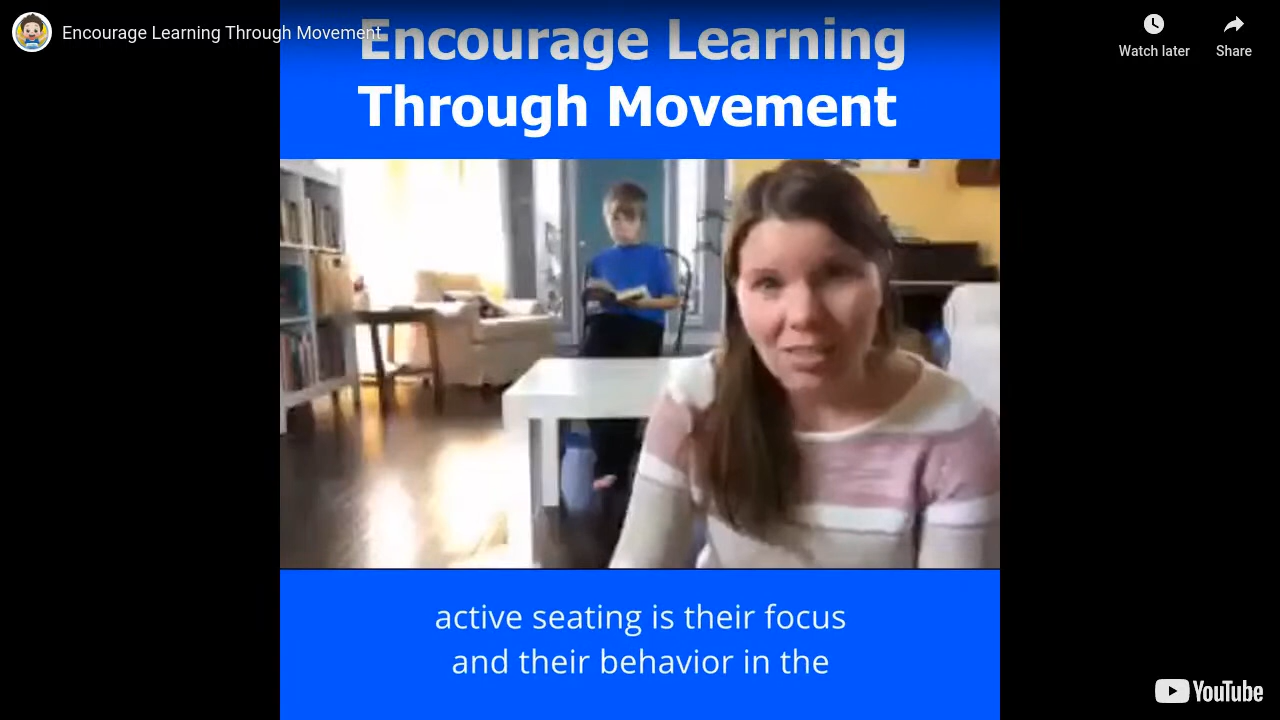 Encourage Learning Through Movement
Watch later
Share
Encourage Learning
Through Movement
active seating is their focus
and their behavior in the
YouTube